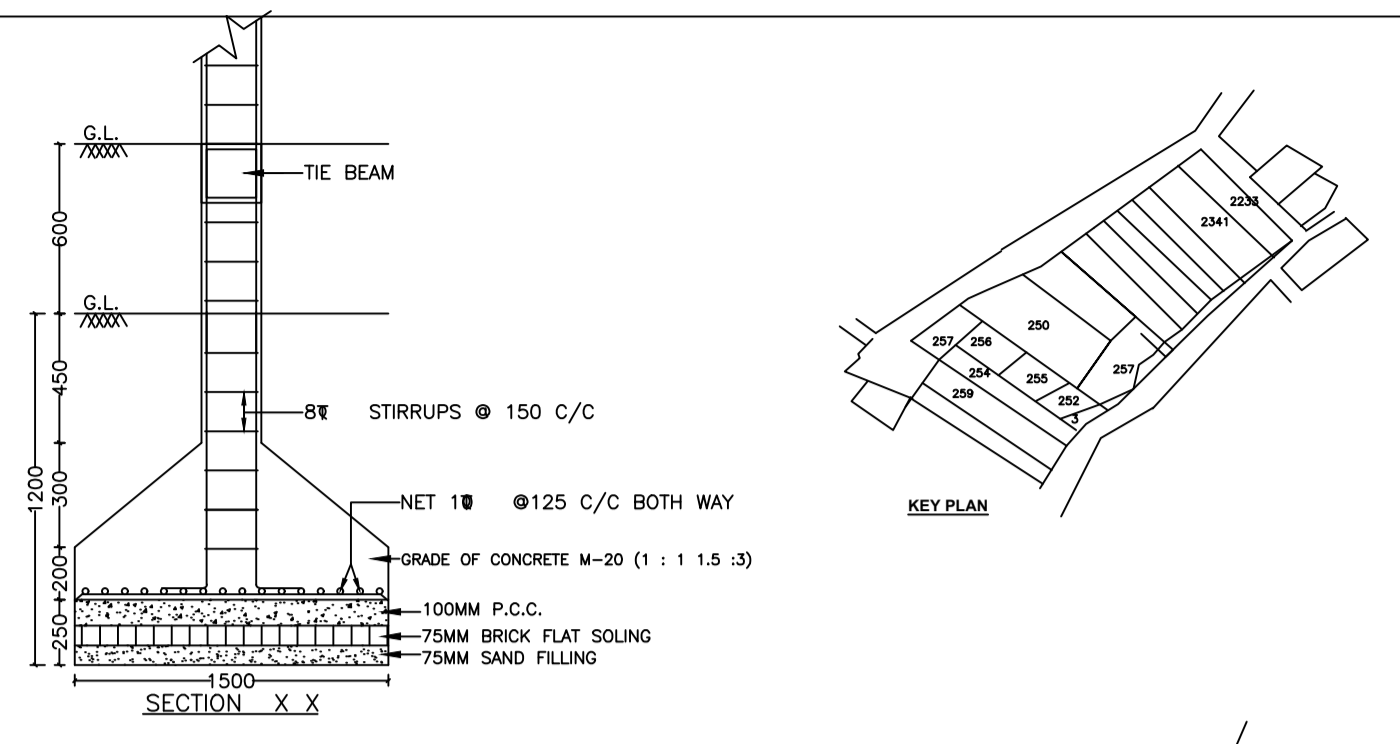 G.L.
TIE BEAM
600
G.L.
450
8 STIRRUPS @ 150 C/C
1200
300
NET 10 @125 C/C BOTH WAY
GRADE OF CONCRETE M-20 (1 : 1 1.5 :3)
200
100MM P.C.C.
250
75MM BRICK FLAT SOLING
75MM SAND FILLING
1500
SECTION X X
2233
2341
250
257
256
254
255
257
259
252
3
KEY PLAN